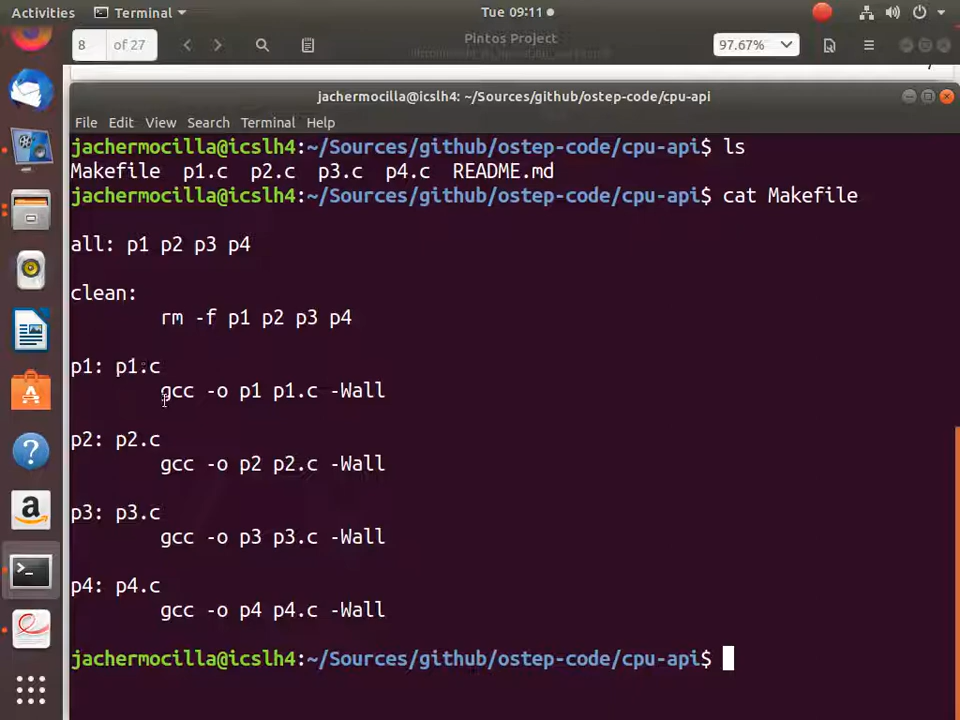 Activities Terminal Tue 09:11
8 of 27 Pintos Project 97.67%
jachermocilla@icslh4: ~/Sources/github/ostep-code/cpu-api
File Edit View Search Terminal Help
jachermocilla@icslh4:~/Sources/github/ostep-code/cpu-api$ ls
Makefile p1.c p2.c p3.c p4.c README.md
jachermocilla@icslh4:~/Sources/github/ostep-code/cpu-api$ cat Makefile
all: p1 p2 p3 p4
clean:
rm -f p1 p2 p3 p4
p1: p1.c
gcc -o p1 p1.c -Wall
p2: p2.c
gcc -o p2 p2.c -Wall
p3: p3.c
gcc -o p3 p3.c -Wall
p4: p4.c
gcc -o p4 p4.c -Wall
jachermocilla@icslh4:~/Sources/github/ostep-code/cpu-api$